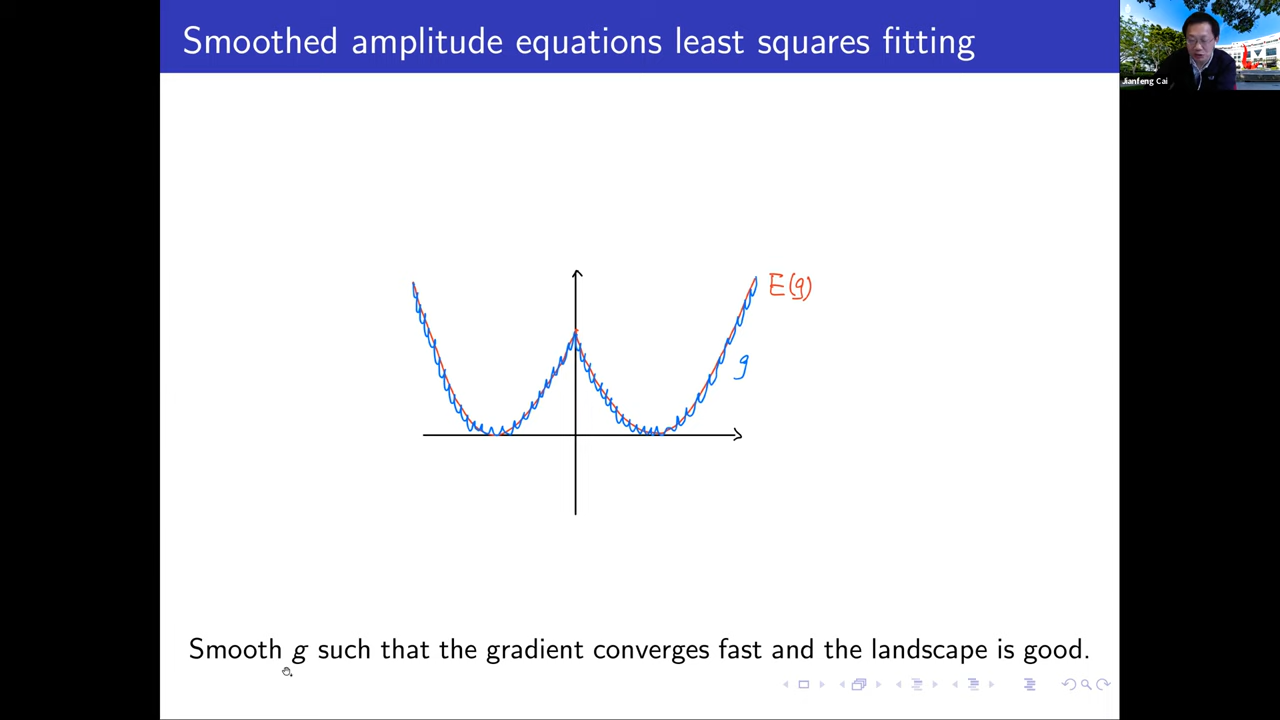 Smoothed amplitude equations least squares fitting
Jianfeng Cai
E(g)
g
Smooth g such that the gradient converges fast and the landscape is good.